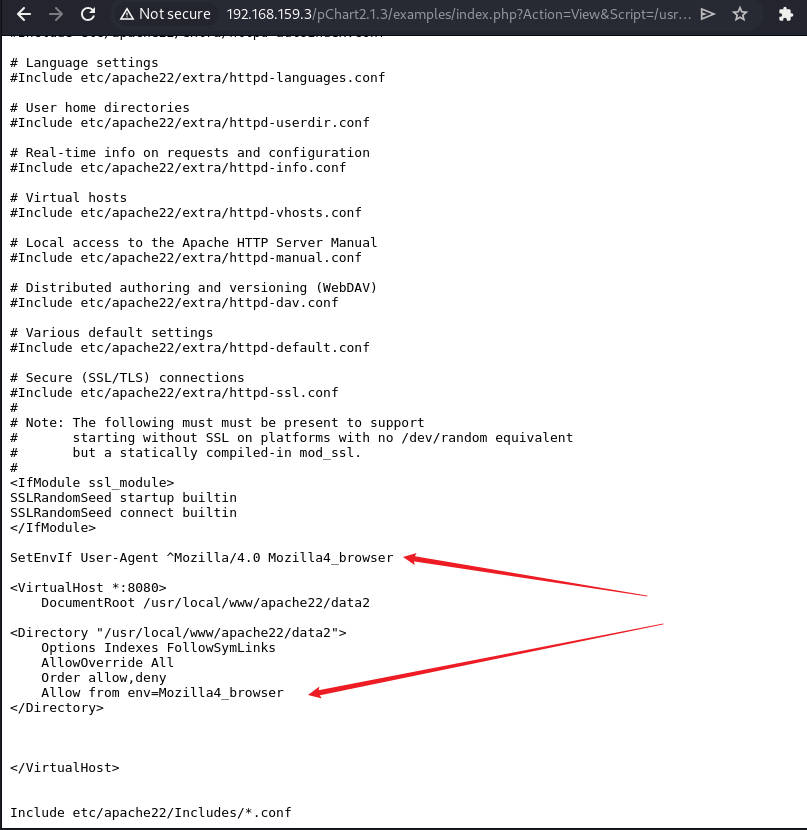 Not secure 192.168.159.3/pChart2.1.3/examples/index.php?Action=View&Script=/usr...
# Language settings
#Include etc/apache22/extra/httpd-languages.conf
# User home directories
#Include etc/apache22/extra/httpd-userdir.conf
# Real-time info on requests and configuration
#Include etc/apache22/extra/httpd-info.conf
# Virtual hosts
#Include etc/apache22/extra/httpd-vhosts.conf
# Local access to the Apache HTTP Server Manual
#Include etc/apache22/extra/httpd-manual.conf
# Distributed authoring and versioning (WebDAV)
#Include etc/apache22/extra/httpd-dav.conf
# Various default settings
#Include etc/apache22/extra/httpd-default.conf
# Secure (SSL/TLS) connections
#Include etc/apache22/extra/httpd-ssl.conf
#
# Note: The following must must be present to support
#       starting without SSL on platforms with no /dev/random equivalent
#       but a statically compiled-in mod_ssl.
#
<IfModule ssl_module>
SSLRandomSeed startup builtin
SSLRandomSeed connect builtin
</IfModule>
SetEnvIf User-Agent ^Mozilla/4.0 Mozilla4_browser
<VirtualHost *:8080>
    DocumentRoot /usr/local/www/apache22/data2
<Directory "/usr/local/www/apache22/data2">
    Options Indexes FollowSymLinks
    AllowOverride All
    Order allow,deny
    Allow from env=Mozilla4_browser
</Directory>
</VirtualHost>
Include etc/apache22/Includes/*.conf